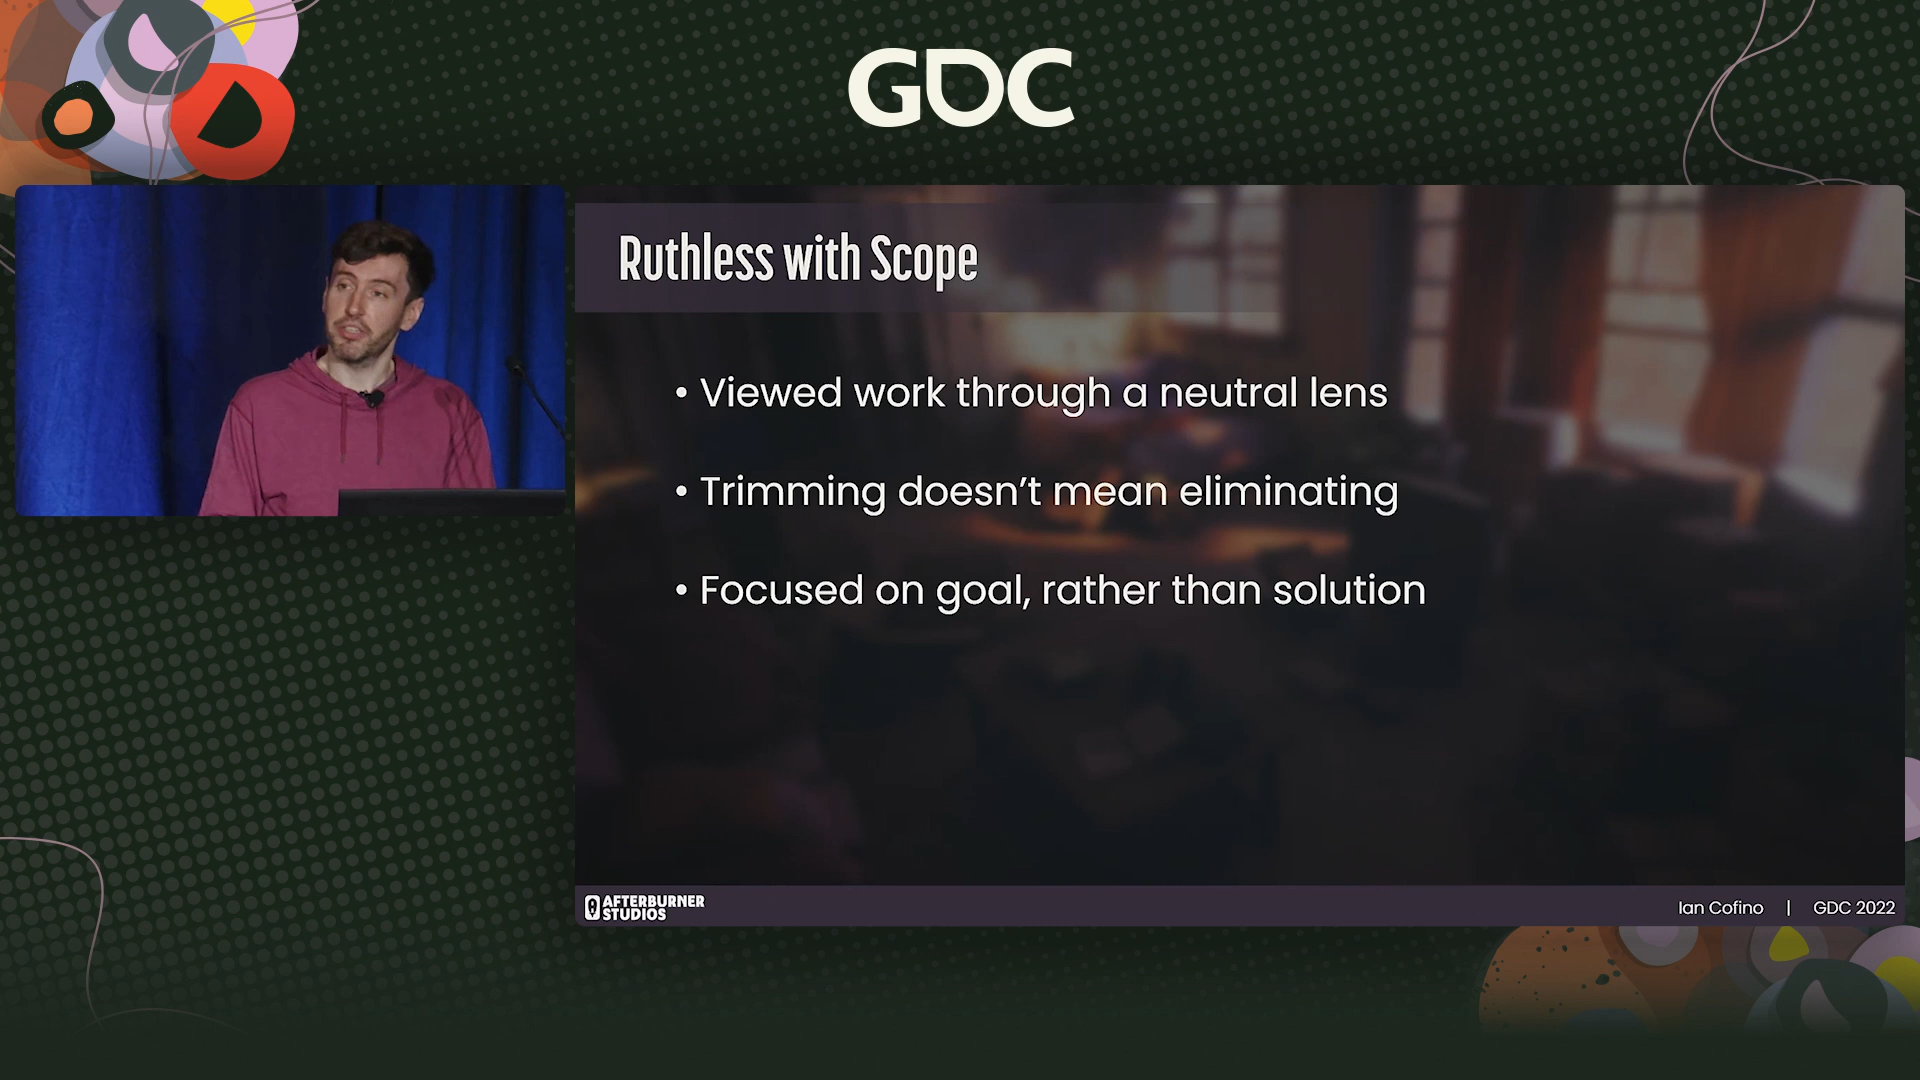 GDC
Ruthless with Scope
• Viewed work through a neutral lens
• Trimming doesn’t mean eliminating
• Focused on goal, rather than solution
AFTERBURNER
STUDIOS
Ian Cofino | GDC 2022